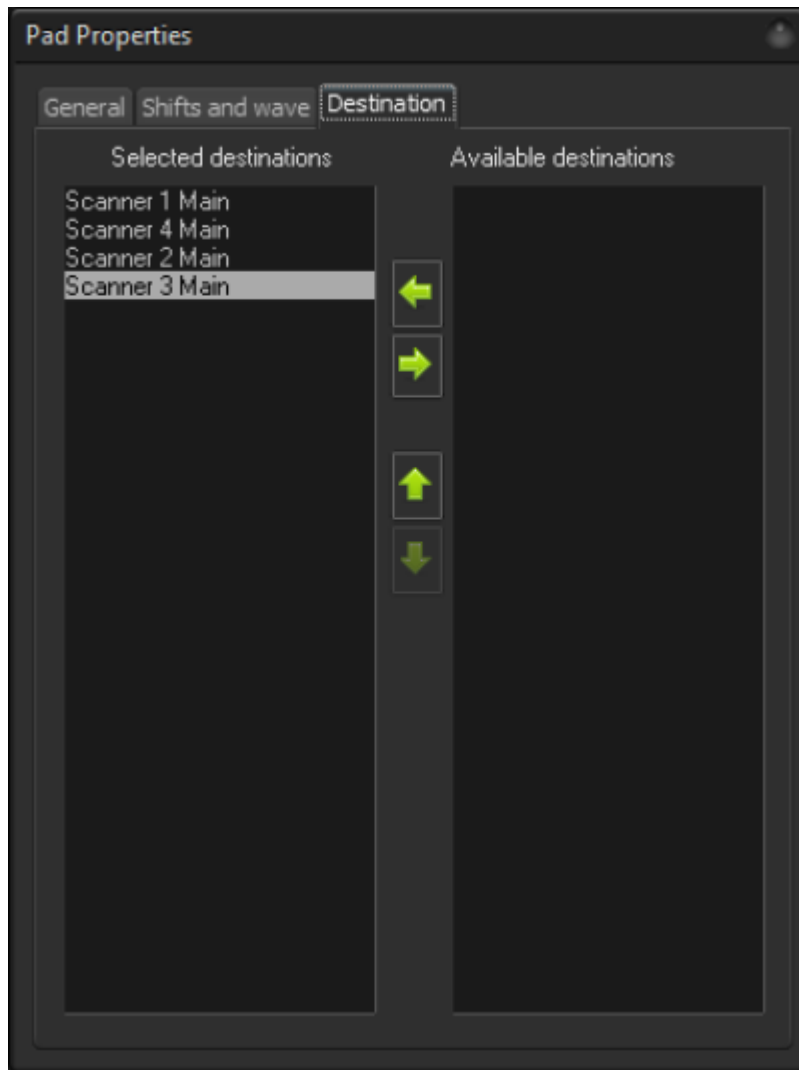 Pad Properties
General Shifts and wave Destination
Selected destinations Available destinations
Scanner 1 Main
Scanner 4 Main
Scanner 2 Main
Scanner 3 Main